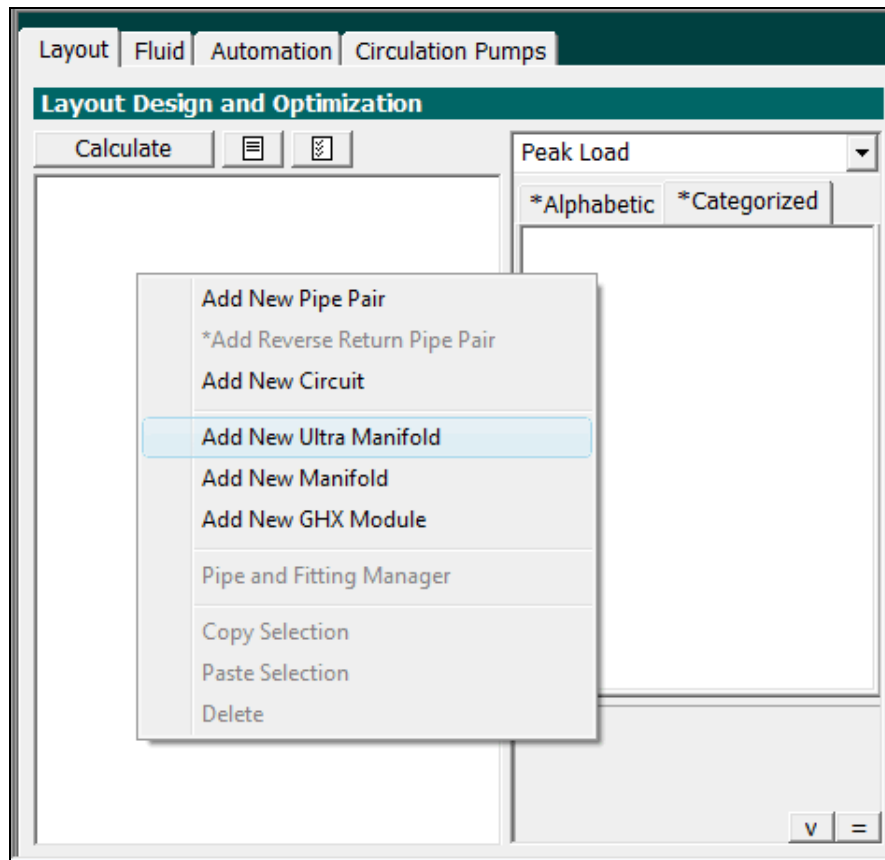 Layout Fluid Automation Circulation Pumps
Layout Design and Optimization
Calculate
Peak Load
*Alphabetic *Categorized
Add New Pipe Pair
*Add Reverse Return Pipe Pair
Add New Circuit
Add New Ultra Manifold
Add New Manifold
Add New GHX Module
Pipe and Fitting Manager
Copy Selection
Paste Selection
Delete
v =